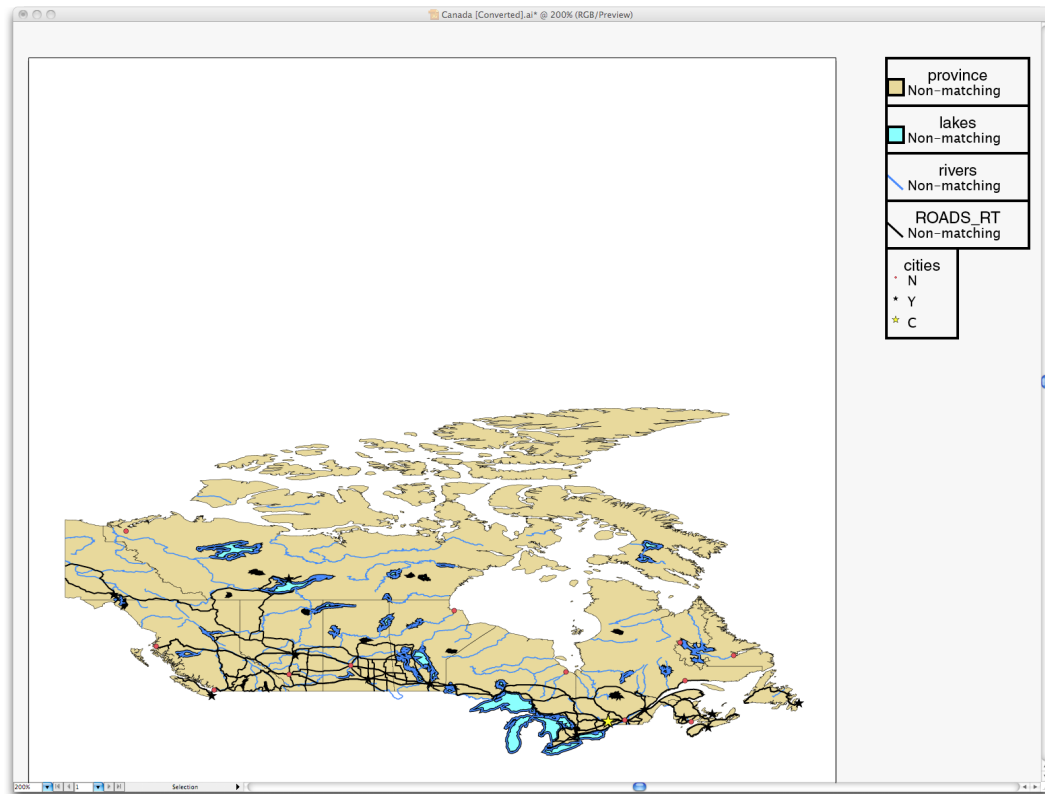 Canada [Converted].ai* @ 200% (RGB/Preview)
province
Non-matching
lakes
Non-matching
rivers
Non-matching
ROADS_RT
Non-matching
cities
N
Y
C
200%
1
Selection